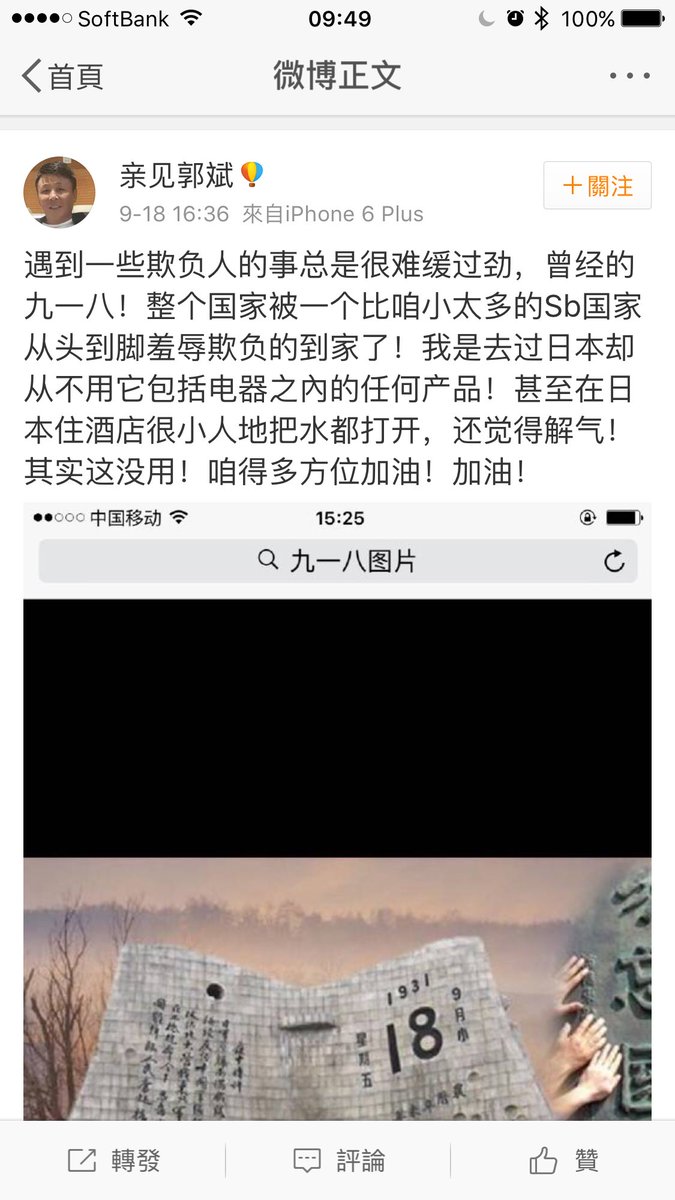 SoftBank 09:49 100%
首頁 微博正文
亲见郭斌
＋關注
9-18 16:36 來自iPhone 6 Plus
遇到一些欺负人的事总是很难缓过劲，曾经的
九一八！整个国家被一个比咱小太多的Sb国家
从头到脚羞辱欺负的到家了！我是去过日本却
从不用它包括电器之內的任何产品！甚至在日
本住酒店很小人地把水都打开，还觉得解气！
其实这没用！咱得多方位加油！加油！
中国移动 15:25
九一八图片
1931
9月小
18
星期五
轉發 評論 贊